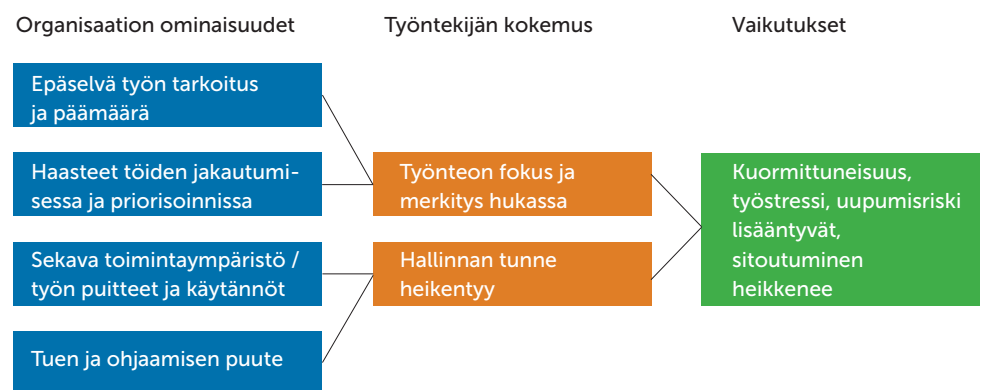 Organisaation ominaisuudet
Työntekijän kokemus
Vaikutukset
Epäselvä työn tarkoitus
ja päämäärä
Haasteet töiden jakautumi-
sessa ja priorisoinnissa
Sekava toimintaympäristö /
työn puitteet ja käytännöt
Tuen ja ohjaamisen puute
Työnteon fokus ja
merkitys hukassa
Hallinnan tunne
heikentyy
Kuormittuneisuus,
työstressi, uupumisriski
lisääntyvät,
sitoutuminen
heikkenee